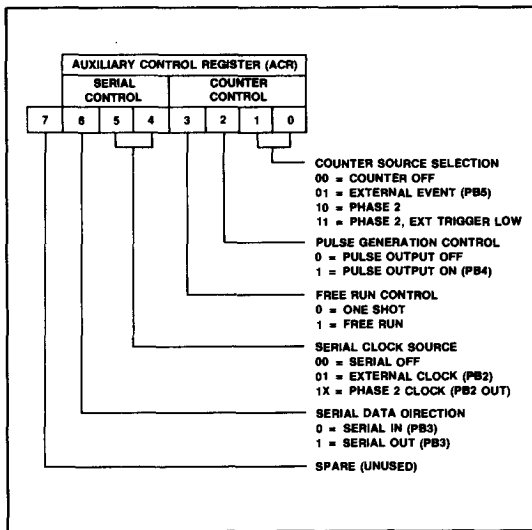 AUXILIARY CONTROL REGISTER (ACR)
SERIAL CONTROL
COUNTER CONTROL
7 6 5 4 3 2 1 0
COUNTER SOURCE SELECTION
00 = COUNTER OFF
01 = EXTERNAL EVENT (PB5)
10 = PHASE 2
11 = PHASE 2, EXT TRIGGER LOW
PULSE GENERATION CONTROL
0 = PULSE OUTPUT OFF
1 = PULSE OUTPUT ON (PB4)
FREE RUN CONTROL
0 = ONE SHOT
1 = FREE RUN
SERIAL CLOCK SOURCE
00 = SERIAL OFF
01 = EXTERNAL CLOCK (PB2)
1X = PHASE 2 CLOCK (PB2 OUT)
SERIAL DATA DIRECTION
0 = SERIAL IN (PB3)
1 = SERIAL OUT (PB3)
SPARE (UNUSED)